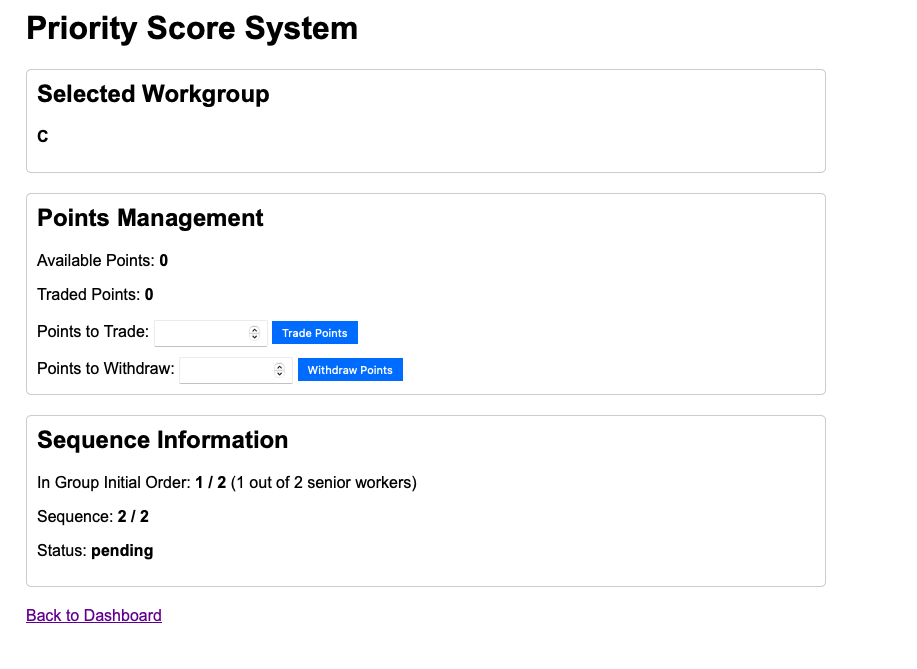 Priority Score System
Selected Workgroup
C
Points Management
Available Points: 0
Traded Points: 0
Points to Trade: Trade Points
Points to Withdraw: Withdraw Points
Sequence Information
In Group Initial Order: 1 / 2 (1 out of 2 senior workers)
Sequence: 2 / 2
Status: pending
Back to Dashboard